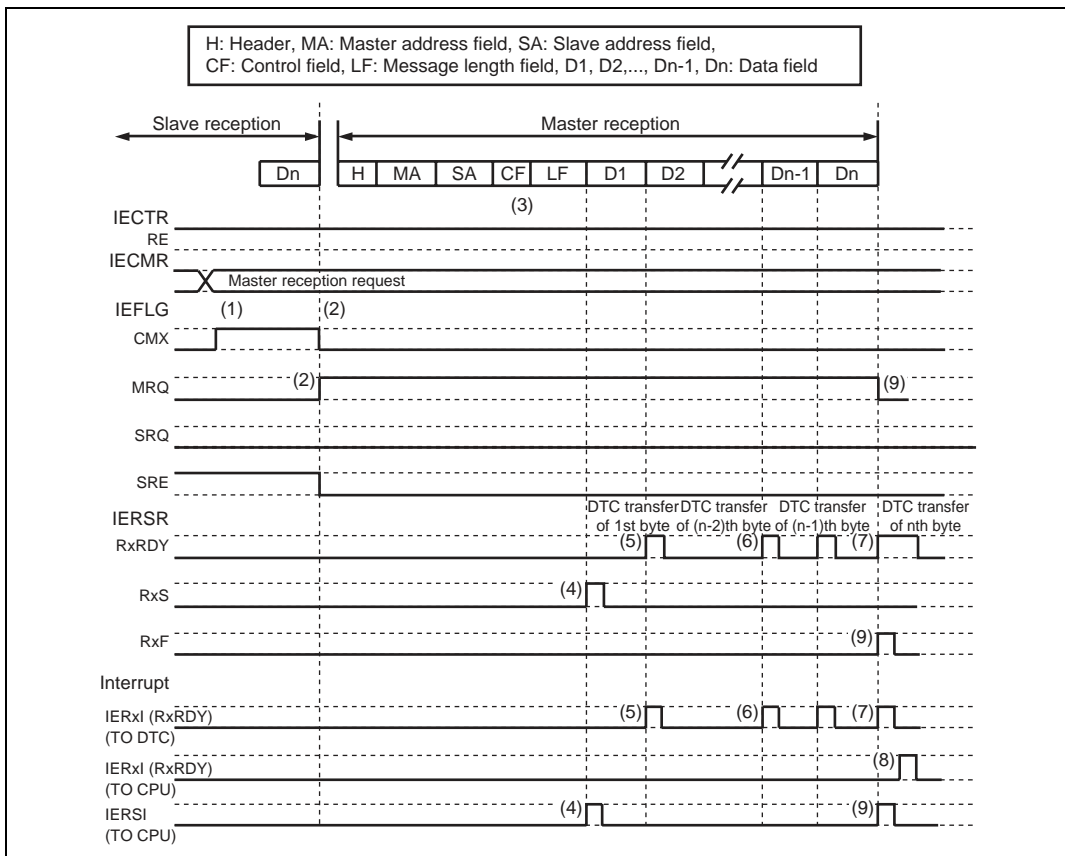 H: Header, MA: Master address field, SA: Slave address field,
CF: Control field, LF: Message length field, D1, D2,..., Dn-1, Dn: Data field
Slave reception
Master reception
Dn H MA SA CF LF D1 D2 Dn-1 Dn
(3)
IECTR
RE
IECMR
Master reception request
IEFLG (1) (2)
CMX
MRQ (2) (9)
SRQ
SRE
IERSR
DTC transfer DTC transfer DTC transfer DTC transfer
of 1st byte of (n-2)th byte of (n-1)th byte of nth byte
RxRDY (5) (6) (7)
RxS (4)
RxF (9)
Interrupt
IERxI (RxRDY) (5) (6) (7)
(TO DTC)
IERxI (RxRDY) (8)
(TO CPU)
IERSI (4) (9)
(TO CPU)